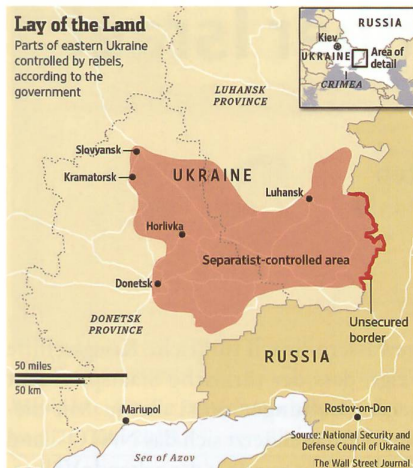 Lay of the Land
Parts of eastern Ukraine
controlled by rebels,
according to the
government
RUSSIA
Kiev
UKRAINE
Area of
detail
CRIMEA
LUHANSK
PROVINCE
Slovyansk
Kramatorsk
UKRAINE
Luhansk
Horlivka
Separatist-controlled area
Donetsk
DONETSK
PROVINCE
Unsecured
border
RUSSIA
50 miles
50 km
Mariupol
Rostov-on-Don
Sea of Azov
Source: National Security and
Defense Council of Ukraine
The Wall Street Journal